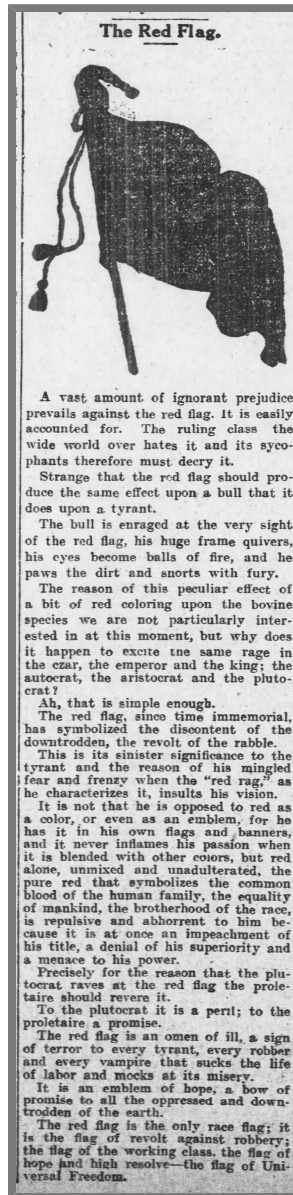 The Red Flag.
A vast amount of ignorant prejudice
prevails against the red flag. It is easily
accounted for. The ruling class the
wide world over hates it and its syco-
phants therefore must decry it.
Strange that the red flag should pro-
duce the same effect upon a bull that it
does upon a tyrant.
The bull is enraged at the very sight
of the red flag, his huge frame quivers,
his eyes become balls of fire, and he
paws the dirt and snorts with fury.
The reason of this peculiar effect of
a bit of red coloring upon the bovine
species we are not particularly inter-
ested in at this moment, but why does
it happen to excite tne same rage in
the czar, the emperor and the king; the
autocrat, the aristocrat and the pluto-
crat?
Ah, that is simple enough.
The red flag, since time immemorial,
has symbolized the discontent of the
downtrodden, the revolt of the rabble.
This is its sinister significance to the
tyrant and the reason of his mingled
fear and frenzy when the "red rag," as
he characterizes it, insults his vision.
It is not that he is opposed to red as
a color, or even as an emblem, for he
has it in his own flags and banners,
and it never inflames his passion when
it is blended with other colors, but red
alone, unmixed and unadulterated, the
pure red that symbolizes the common
blood of the human family, the equality
of mankind, the brotherhood of the race,
is repulsive and abhorrent to him be-
cause it is at once an impeachment of
his title, a denial of his superiority and
a menace to his power.
Precisely for the reason that the plu-
tocrat raves at the red flag the prole-
taire should revere it.
To the plutocrat it is a peril; to the
proletaire a promise.
The red flag is an omen of ill, a sign
of terror to every tyrant, every robber
and every vampire that sucks the life
of labor and mocks at its misery.
It is an emblem of hope, a bow of
promise to all the oppressed and down-
trodden of the earth.
The red flag is the only race flag; it
is the flag of revolt against robbery;
the flag of the working class, the flag of
hope and high resolve—the flag of Uni-
versal Freedom.